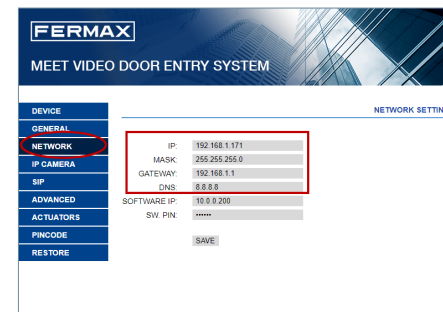 FERMAX
MEET VIDEO DOOR ENTRY SYSTEM
NETWORK SETTIN
DEVICE
GENERAL
NETWORK
IP CAMERA
SIP
ADVANCED
ACTUATORS
PINCODE
RESTORE
IP: 192.168.1.171
MASK: 255.255.255.0
GATEWAY: 192.168.1.1
DNS: 8.8.8.8
SOFTWARE IP: 10.0.0.200
SW. PIN: ••••••
SAVE